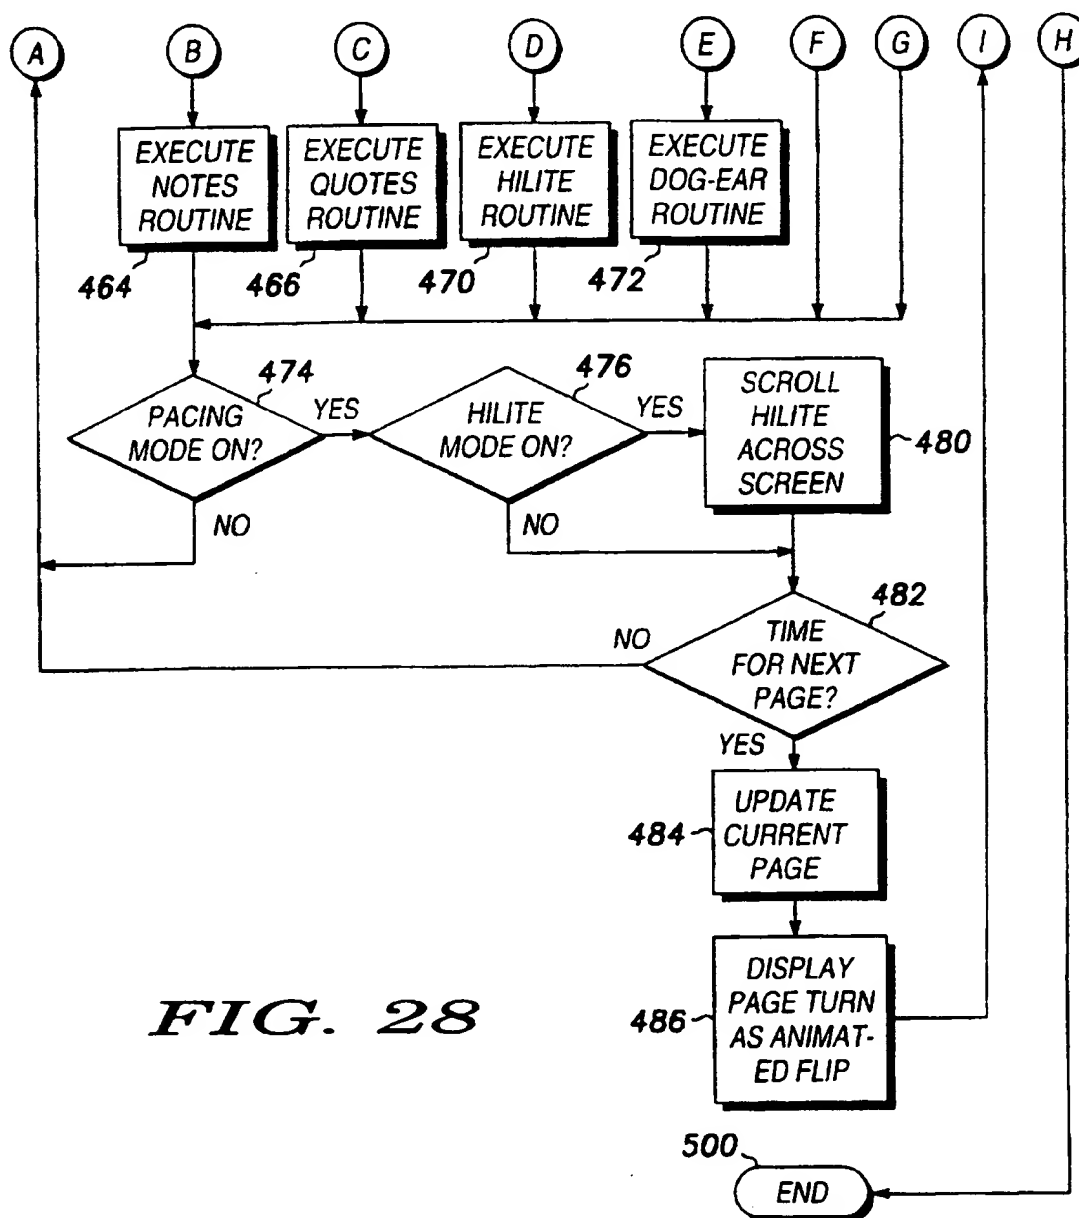 A B C D E F G I H
EXECUTE
NOTES
ROUTINE
464
EXECUTE
QUOTES
ROUTINE
466
EXECUTE
HILITE
ROUTINE
470
EXECUTE
DOG-EAR
ROUTINE
472
PACING
MODE ON?
474
YES
NO
HILITE
MODE ON?
476
YES
NO
SCROLL
HILITE
ACROSS
SCREEN
480
TIME
FOR NEXT
PAGE?
482
NO
YES
UPDATE
CURRENT
PAGE
484
DISPLAY
PAGE TURN
AS ANIMAT-
ED FLIP
486
FIG. 28
500
END